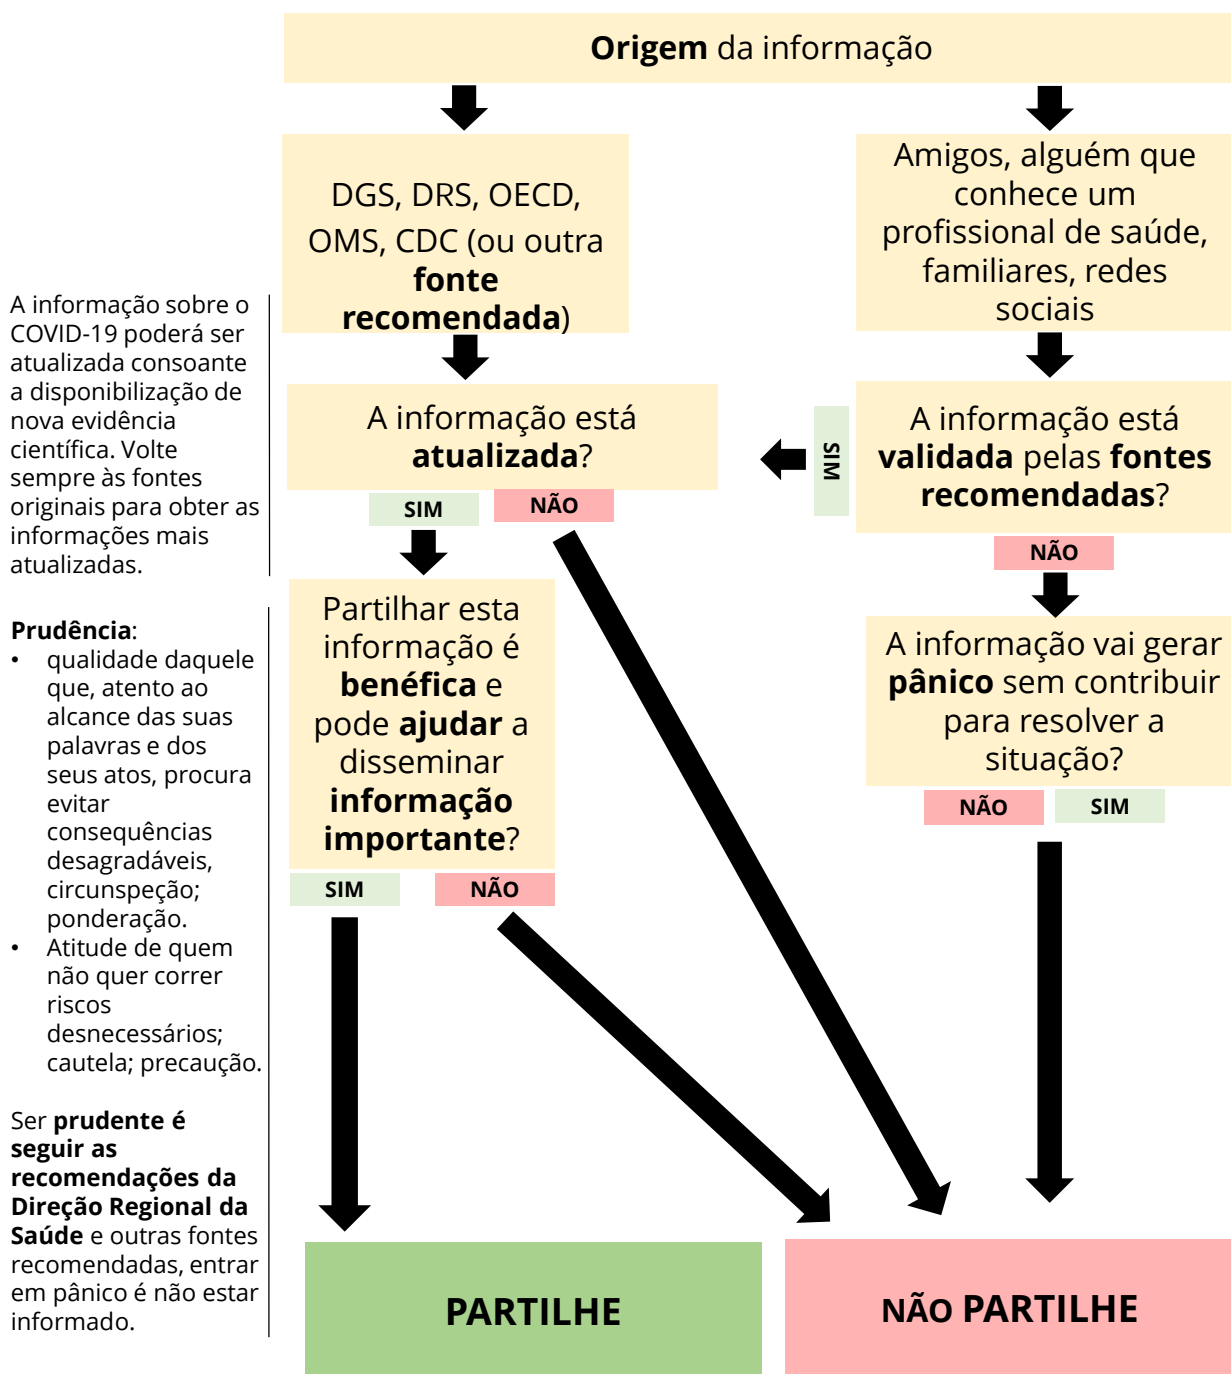 Origem da informação
DGS, DRS, OECD,
OMS, CDC (ou outra
fonte
recomendada)
Amigos, alguém que
conhece um
profissional de saúde,
familiares, redes
sociais
A informação sobre o
COVID-19 poderá ser
atualizada consoante
a disponibilização de
nova evidência
científica. Volte
sempre às fontes
originais para obter as
informações mais
atualizadas.
A informação está
atualizada?
SIM
NÃO
SIM
A informação está
validada pelas fontes
recomendadas?
NÃO
Partilhar esta
informação é
benéfica e
pode ajudar a
disseminar
informação
importante?
SIM
NÃO
A informação vai gerar
pânico sem contribuir
para resolver a
situação?
NÃO
SIM
Prudência:
• qualidade daquele
que, atento ao
alcance das suas
palavras e dos
seus atos, procura
evitar
consequências
desagradáveis,
circunspeção;
ponderação.
• Atitude de quem
não quer correr
riscos
desnecessários;
cautela; precaução.
Ser prudente é
seguir as
recomendações da
Direção Regional da
Saúde e outras fontes
recomendadas, entrar
em pânico é não estar
informado.
PARTILHE
NÃO PARTILHE